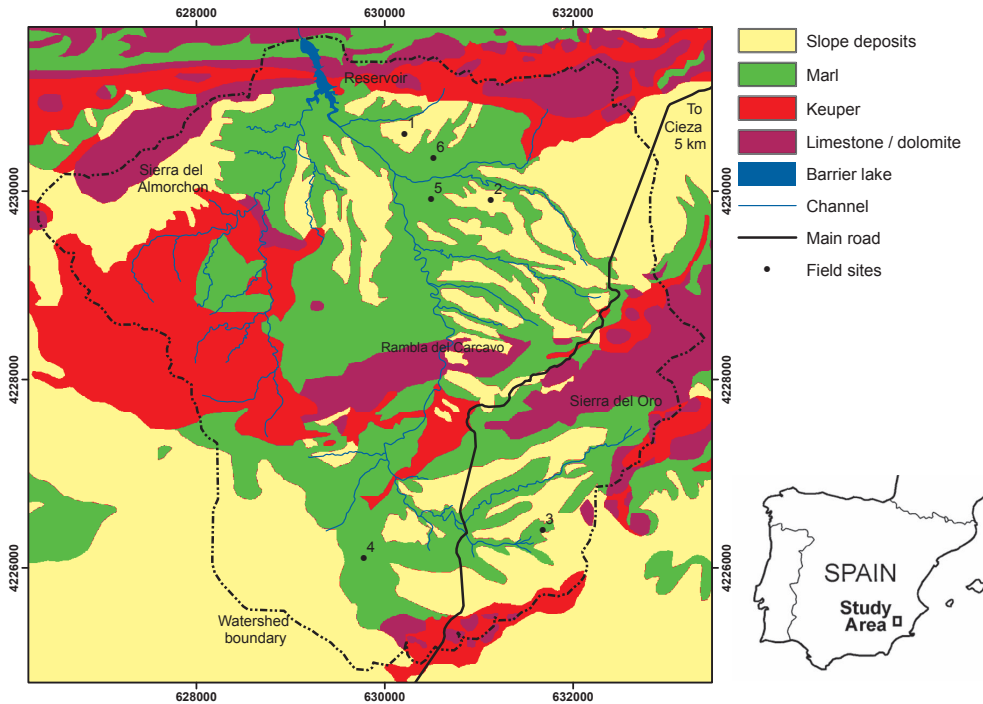 628000
630000
632000
4230000
4228000
4226000
Reservoir
To
Cieza
5 km
1
6
5
2
Sierra del
Almorchon
Rambla del Carcavo
Sierra del Oro
3
4
Watershed
boundary
4230000
4228000
4226000
628000
630000
632000
Slope deposits
Marl
Keuper
Limestone / dolomite
Barrier lake
Channel
Main road
Field sites
SPAIN
Study
Area